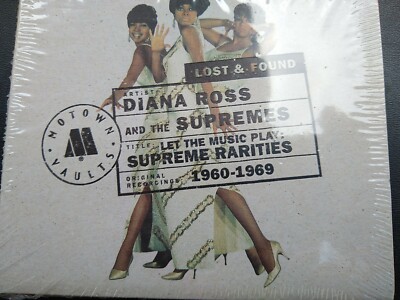 LOST & FOUND
ARTIST:
DIANA ROSS
AND THE SUPREMES
TITLE: LET THE MUSIC PLAY:
SUPREME RARITIES
ORIGINAL
RECORDINGS 1960-1969
MOTOWN
M
VAULTS